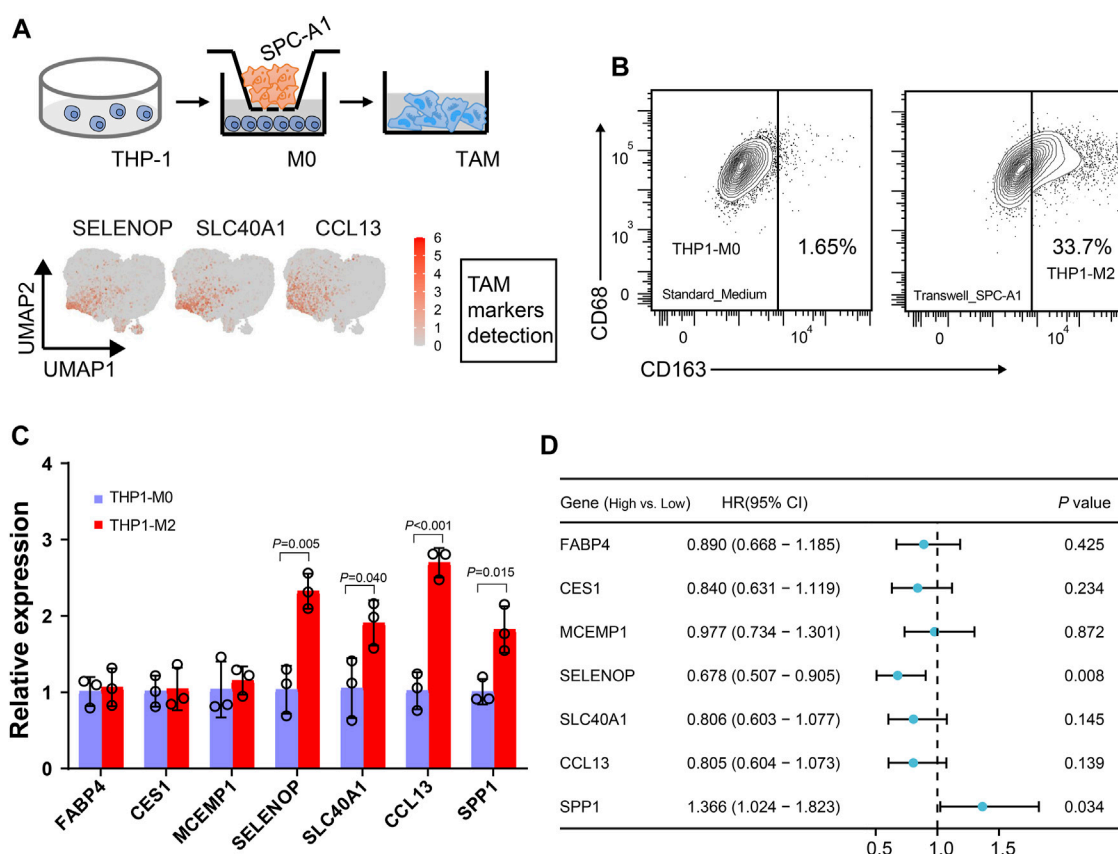 A
SPC-A1
THP-1
M0
TAM
SELENOP
SLC40A1
CCL13
6
5
4
3
2
1
0
TAM
markers
detection
UMAP2
UMAP1
B
CD68
10^5
10^3
0
THP1-M0
1.65%
Standard_Medium
0
10^4
33.7%
THP1-M2
Transwell_SPC-A1
0
10^4
CD163
C
Relative expression
4
3
2
1
0
THP1-M0
THP1-M2
P=0.005
P=0.040
P<0.001
P=0.015
FABP4
CES1
MCEMP1
SELENOP
SLC40A1
CCL13
SPP1
D
Gene (High vs. Low) HR(95% CI) P value
FABP4 0.890 (0.668 − 1.185) 0.425
CES1 0.840 (0.631 − 1.119) 0.234
MCEMP1 0.977 (0.734 − 1.301) 0.872
SELENOP 0.678 (0.507 − 0.905) 0.008
SLC40A1 0.806 (0.603 − 1.077) 0.145
CCL13 0.805 (0.604 − 1.073) 0.139
SPP1 1.366 (1.024 − 1.823) 0.034
0.5 1.0 1.5